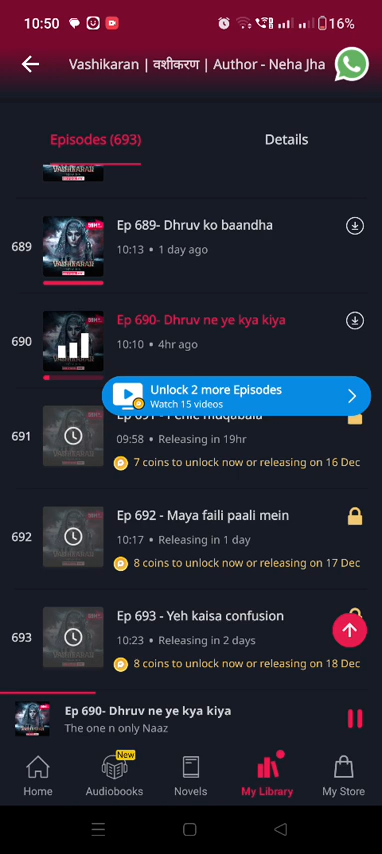 10:50
16%
Vashikaran | वशीकरण | Author - Neha Jha
Episodes (693)
Details
689
Ep 689- Dhruv ko baandha
10:13 • 1 day ago
690
Ep 690- Dhruv ne ye kya kiya
10:10 • 4hr ago
Unlock 2 more Episodes
Watch 15 videos
691
Ep 691 - Pehle muqabala
09:58 • Releasing in 19hr
7 coins to unlock now or releasing on 16 Dec
692
Ep 692 - Maya faili paali mein
10:17 • Releasing in 1 day
8 coins to unlock now or releasing on 17 Dec
693
Ep 693 - Yeh kaisa confusion
10:23 • Releasing in 2 days
8 coins to unlock now or releasing on 18 Dec
Ep 690- Dhruv ne ye kya kiya
The one n only Naaz
New
Home
Audiobooks
Novels
My Library
My Store